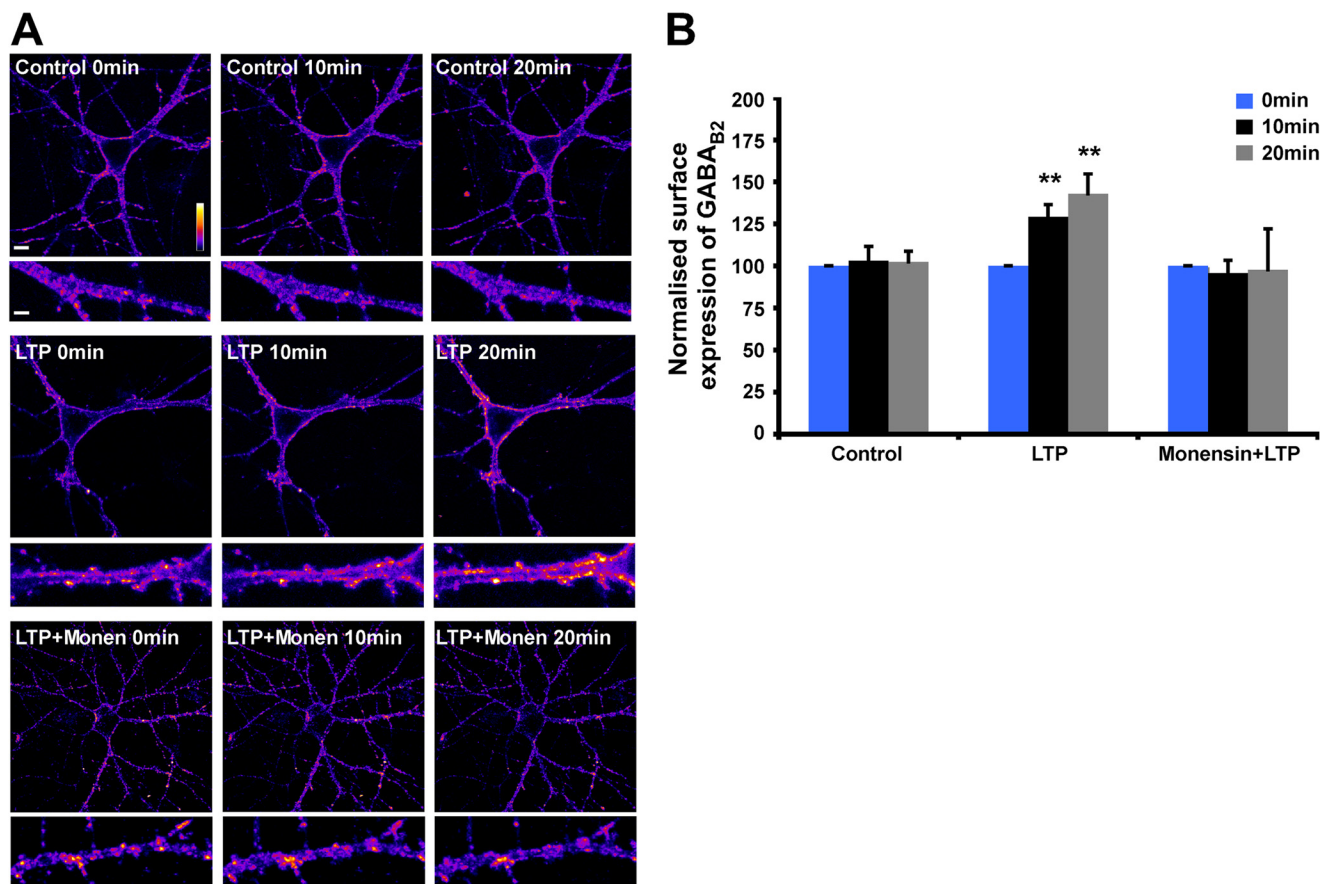 A
Control 0min
Control 10min
Control 20min
LTP 0min
LTP 10min
LTP 20min
LTP+Monen 0min
LTP+Monen 10min
LTP+Monen 20min
B
Normalised surface
expression of GABAB2
200
175
150
125
100
75
50
25
0
** **
0min
10min
20min
Control
LTP
Monensin+LTP